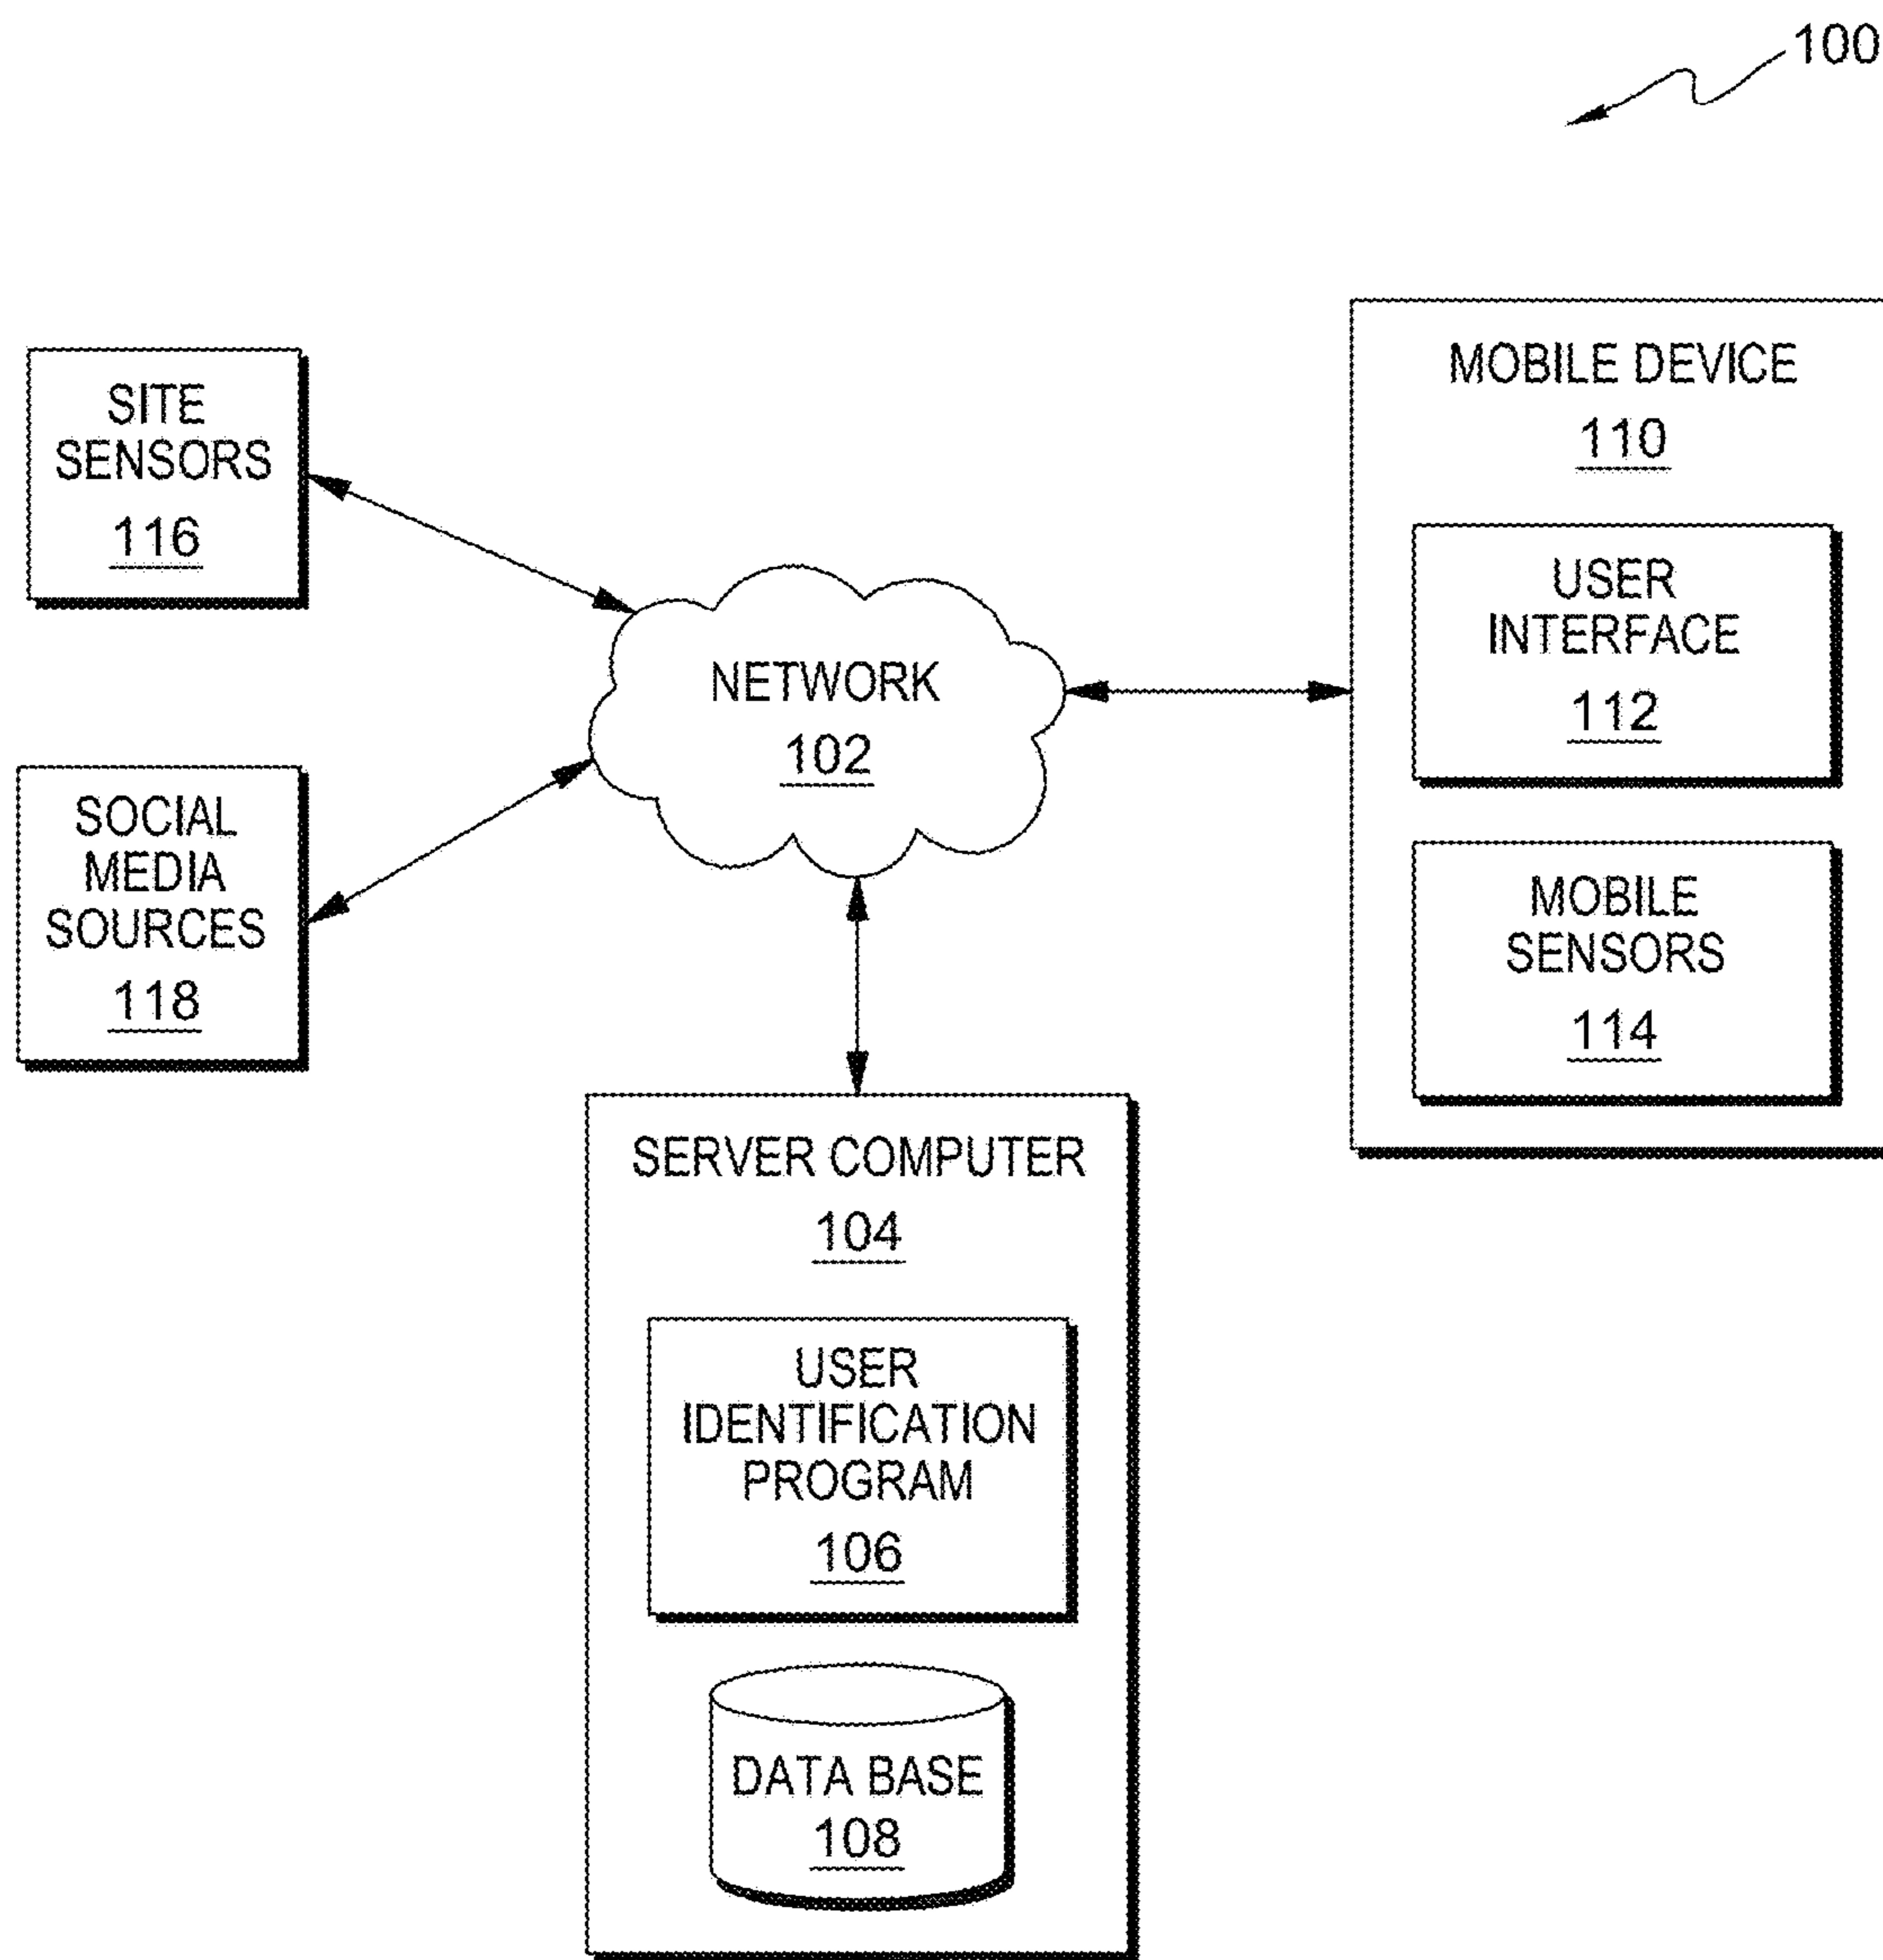 100
SITE
SENSORS
116
SOCIAL
MEDIA
SOURCES
118
NETWORK
102
MOBILE DEVICE
110
USER
INTERFACE
112
MOBILE
SENSORS
114
SERVER COMPUTER
104
USER
IDENTIFICATION
PROGRAM
106
DATA BASE
108